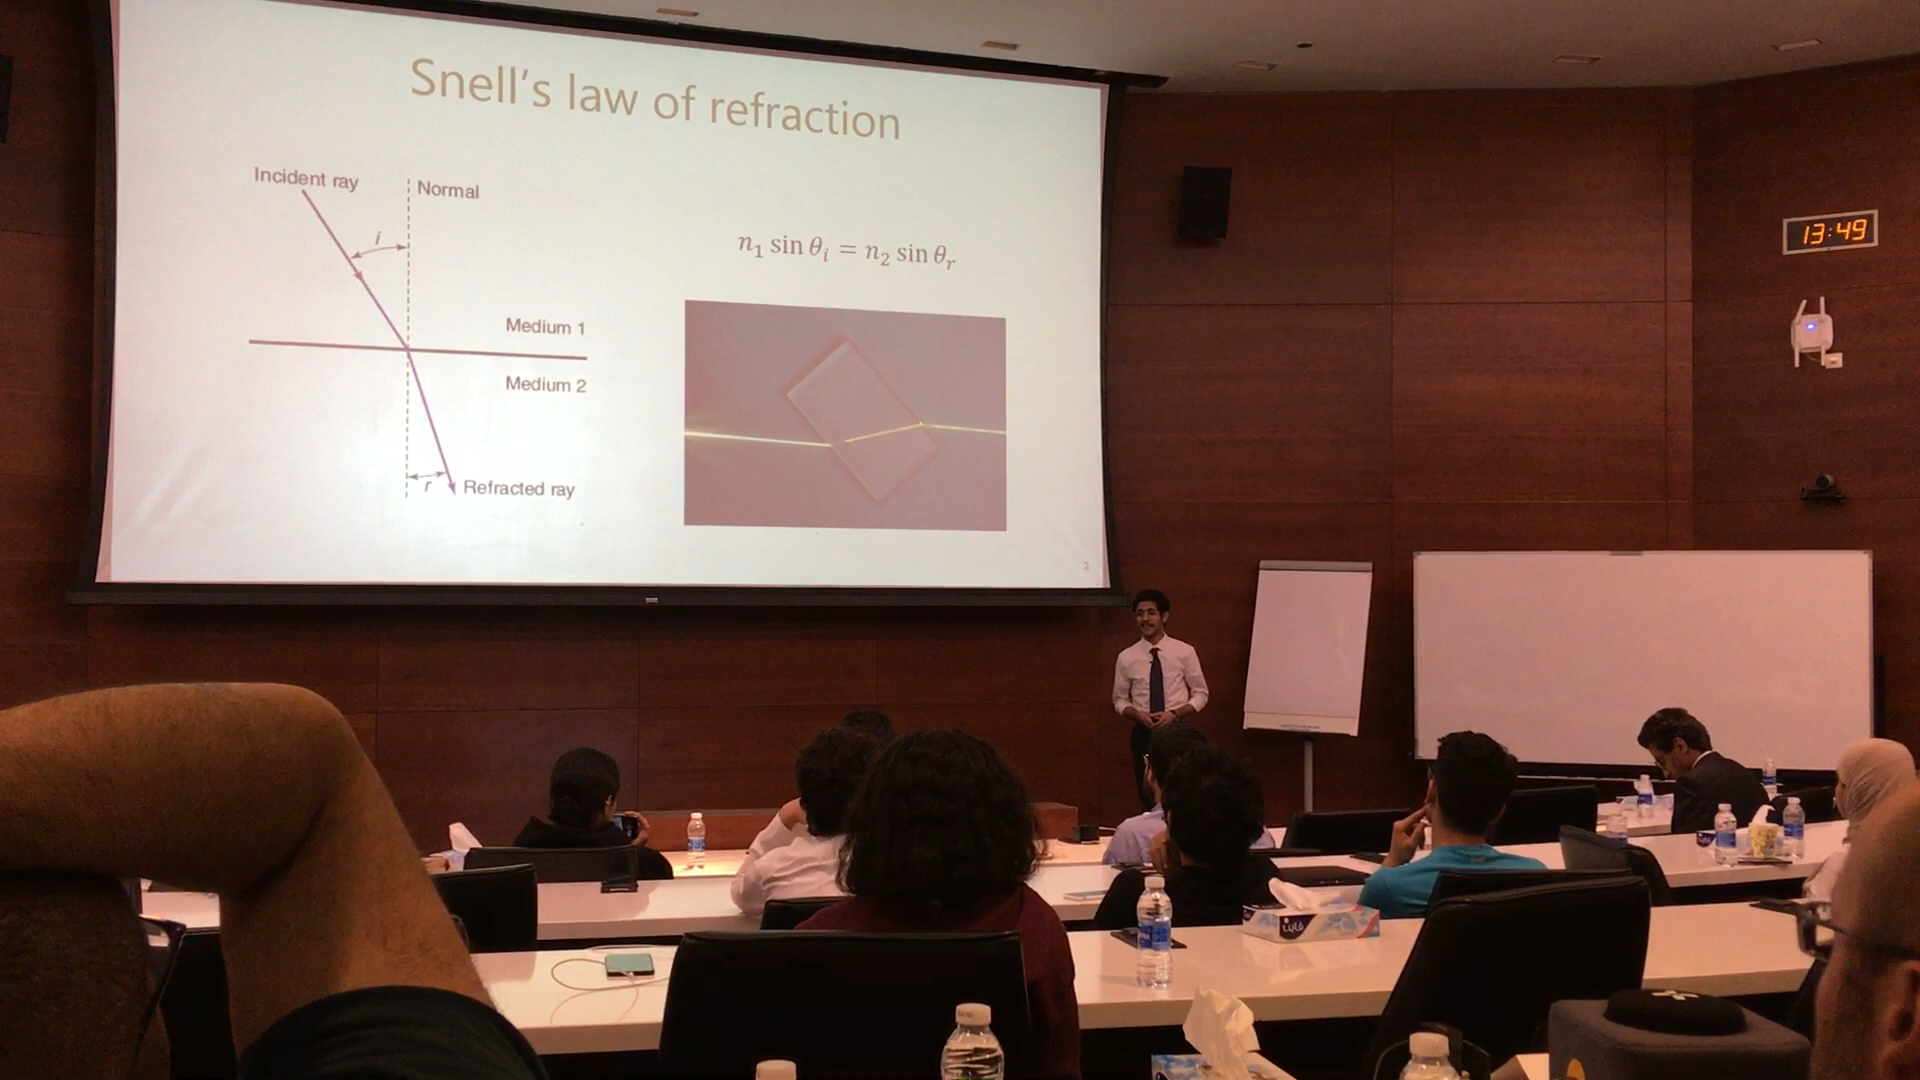 Snell's law of refraction
Incident ray
Normal
i
n₁ sin θᵢ = n₂ sin θᵣ
Medium 1
Medium 2
r
Refracted ray
2
13:49
فاين